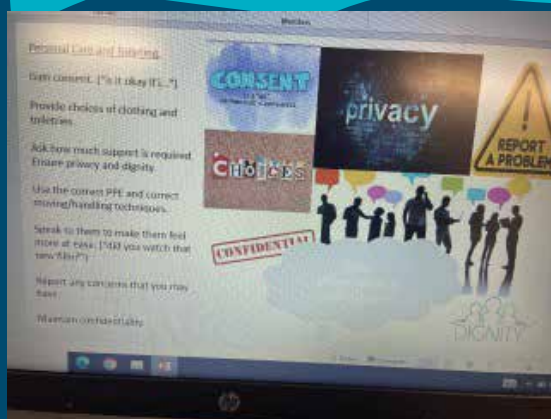 Personal Care and Toileting
Gain consent. ("is it okay if I..")
Provide choices of clothing and
toiletries
Ask how much support is required
Ensure privacy and dignity
Use the correct PPE and correct
moving/handling techniques.
Speak to them to make them feel
more at ease. ("did you watch that
new film?")
Report any concerns that you may
have
Maintain confidentiality
CONSENT
privacy
REPORT
A PROBLEM
CHOICES
CONFIDENTIAL
DIGNITY
hp